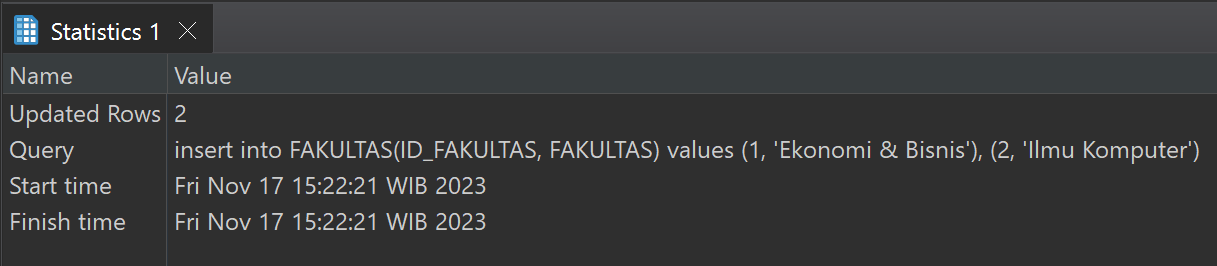 Statistics 1
Name Value
Updated Rows 2
Query insert into FAKULTAS(ID_FAKULTAS, FAKULTAS) values (1, 'Ekonomi & Bisnis'), (2, 'Ilmu Komputer')
Start time Fri Nov 17 15:22:21 WIB 2023
Finish time Fri Nov 17 15:22:21 WIB 2023